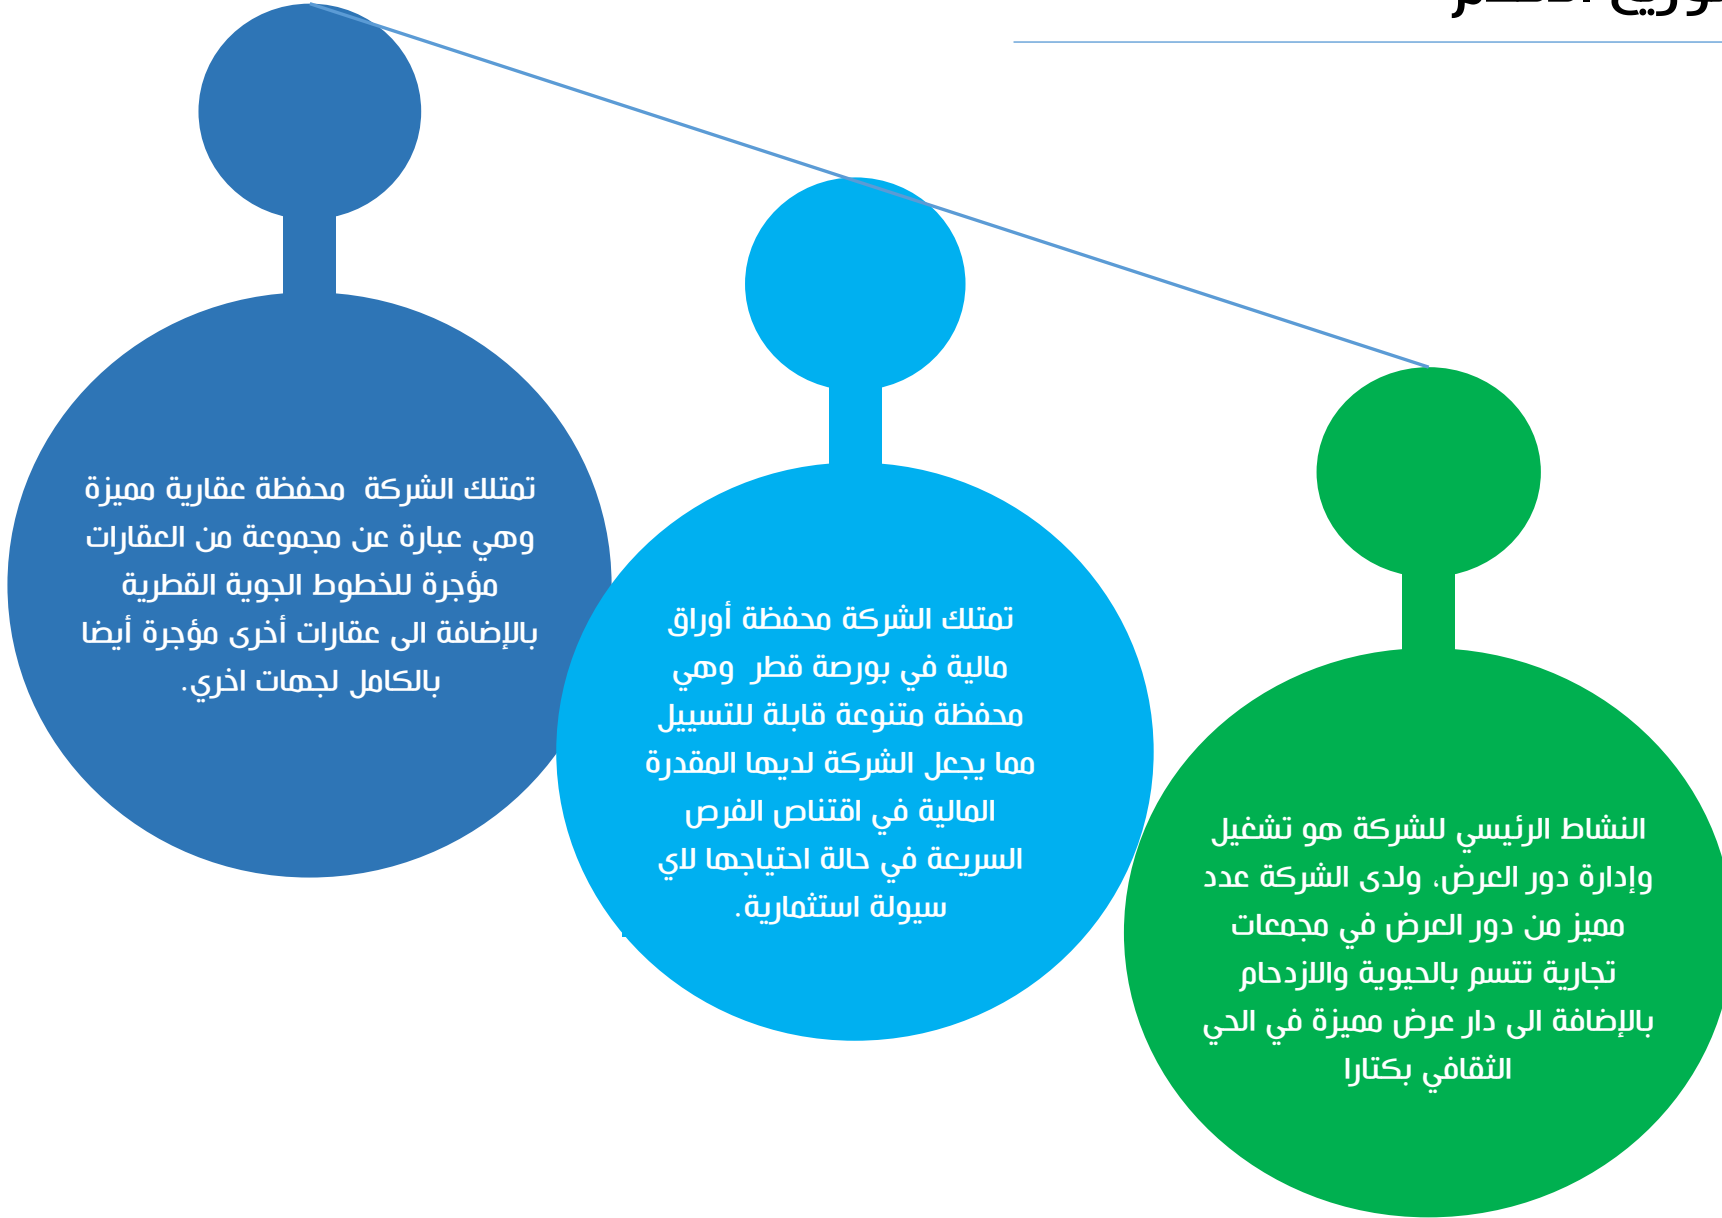 النشاط الرئيسي للشركة هو تشغيل
وإدارة دور العرض، ولدى الشركة عدد
مميز من دور العرض في مجمعات
تجارية تتسم بالحيوية والازدحام
بالإضافة الى دار عرض مميزة في الحي
الثقافي بكتارا
تمتلك الشركة محفظة أوراق
مالية في بورصة قطر وهي
محفظة متنوعة قابلة للتسييل
مما يجعل الشركة لديها المقدرة
المالية في اقتناص الفرص
السريعة في حالة احتياجها لاي
سيولة استثمارية.
تمتلك الشركة محفظة عقارية مميزة
وهي عبارة عن مجموعة من العقارات
مؤجرة للخطوط الجوية القطرية
بالإضافة الى عقارات أخرى مؤجرة أيضا
بالكامل لجهات اخري.